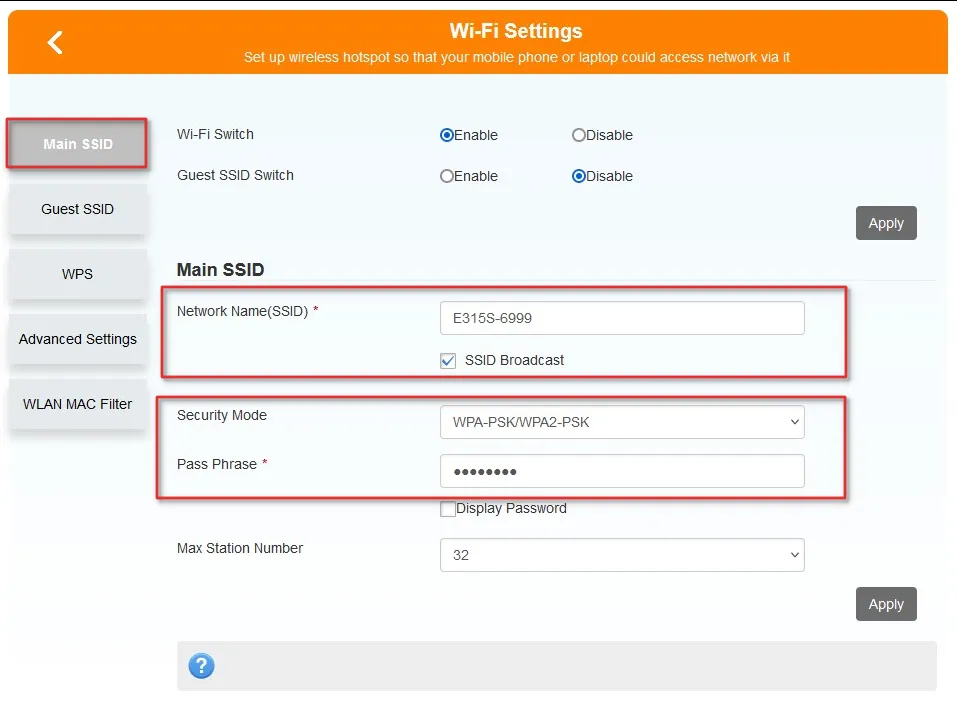 Wi-Fi Settings
Set up wireless hotspot so that your mobile phone or laptop could access network via it
Main SSID
Guest SSID
WPS
Advanced Settings
WLAN MAC Filter
Wi-Fi Switch Enable Disable
Guest SSID Switch Enable Disable
Apply
Main SSID
Network Name(SSID) * E315S-6999
SSID Broadcast
Security Mode WPA-PSK/WPA2-PSK
Pass Phrase * ••••••••
Display Password
Max Station Number 32
Apply
?